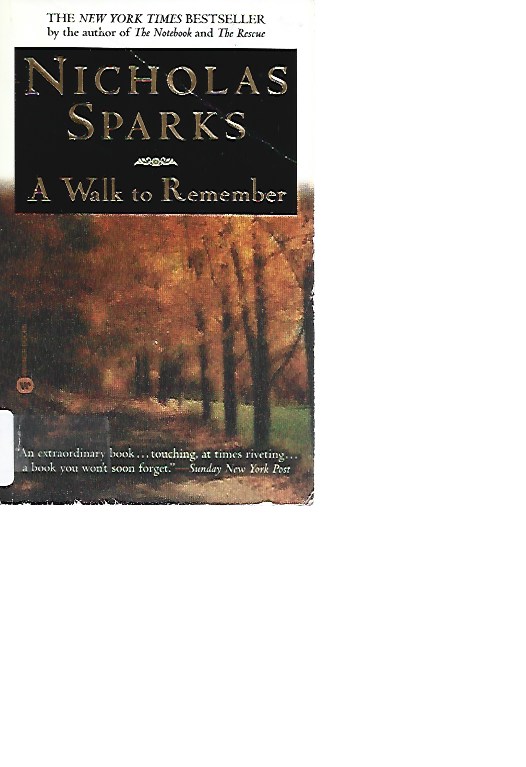 THE NEW YORK TIMES BESTSELLER
by the author of The Notebook and The Rescue
NICHOLAS
SPARKS
A Walk to Remember
"An extraordinary book...touching, at times riveting...
a book you won't soon forget." Sunday New York Post